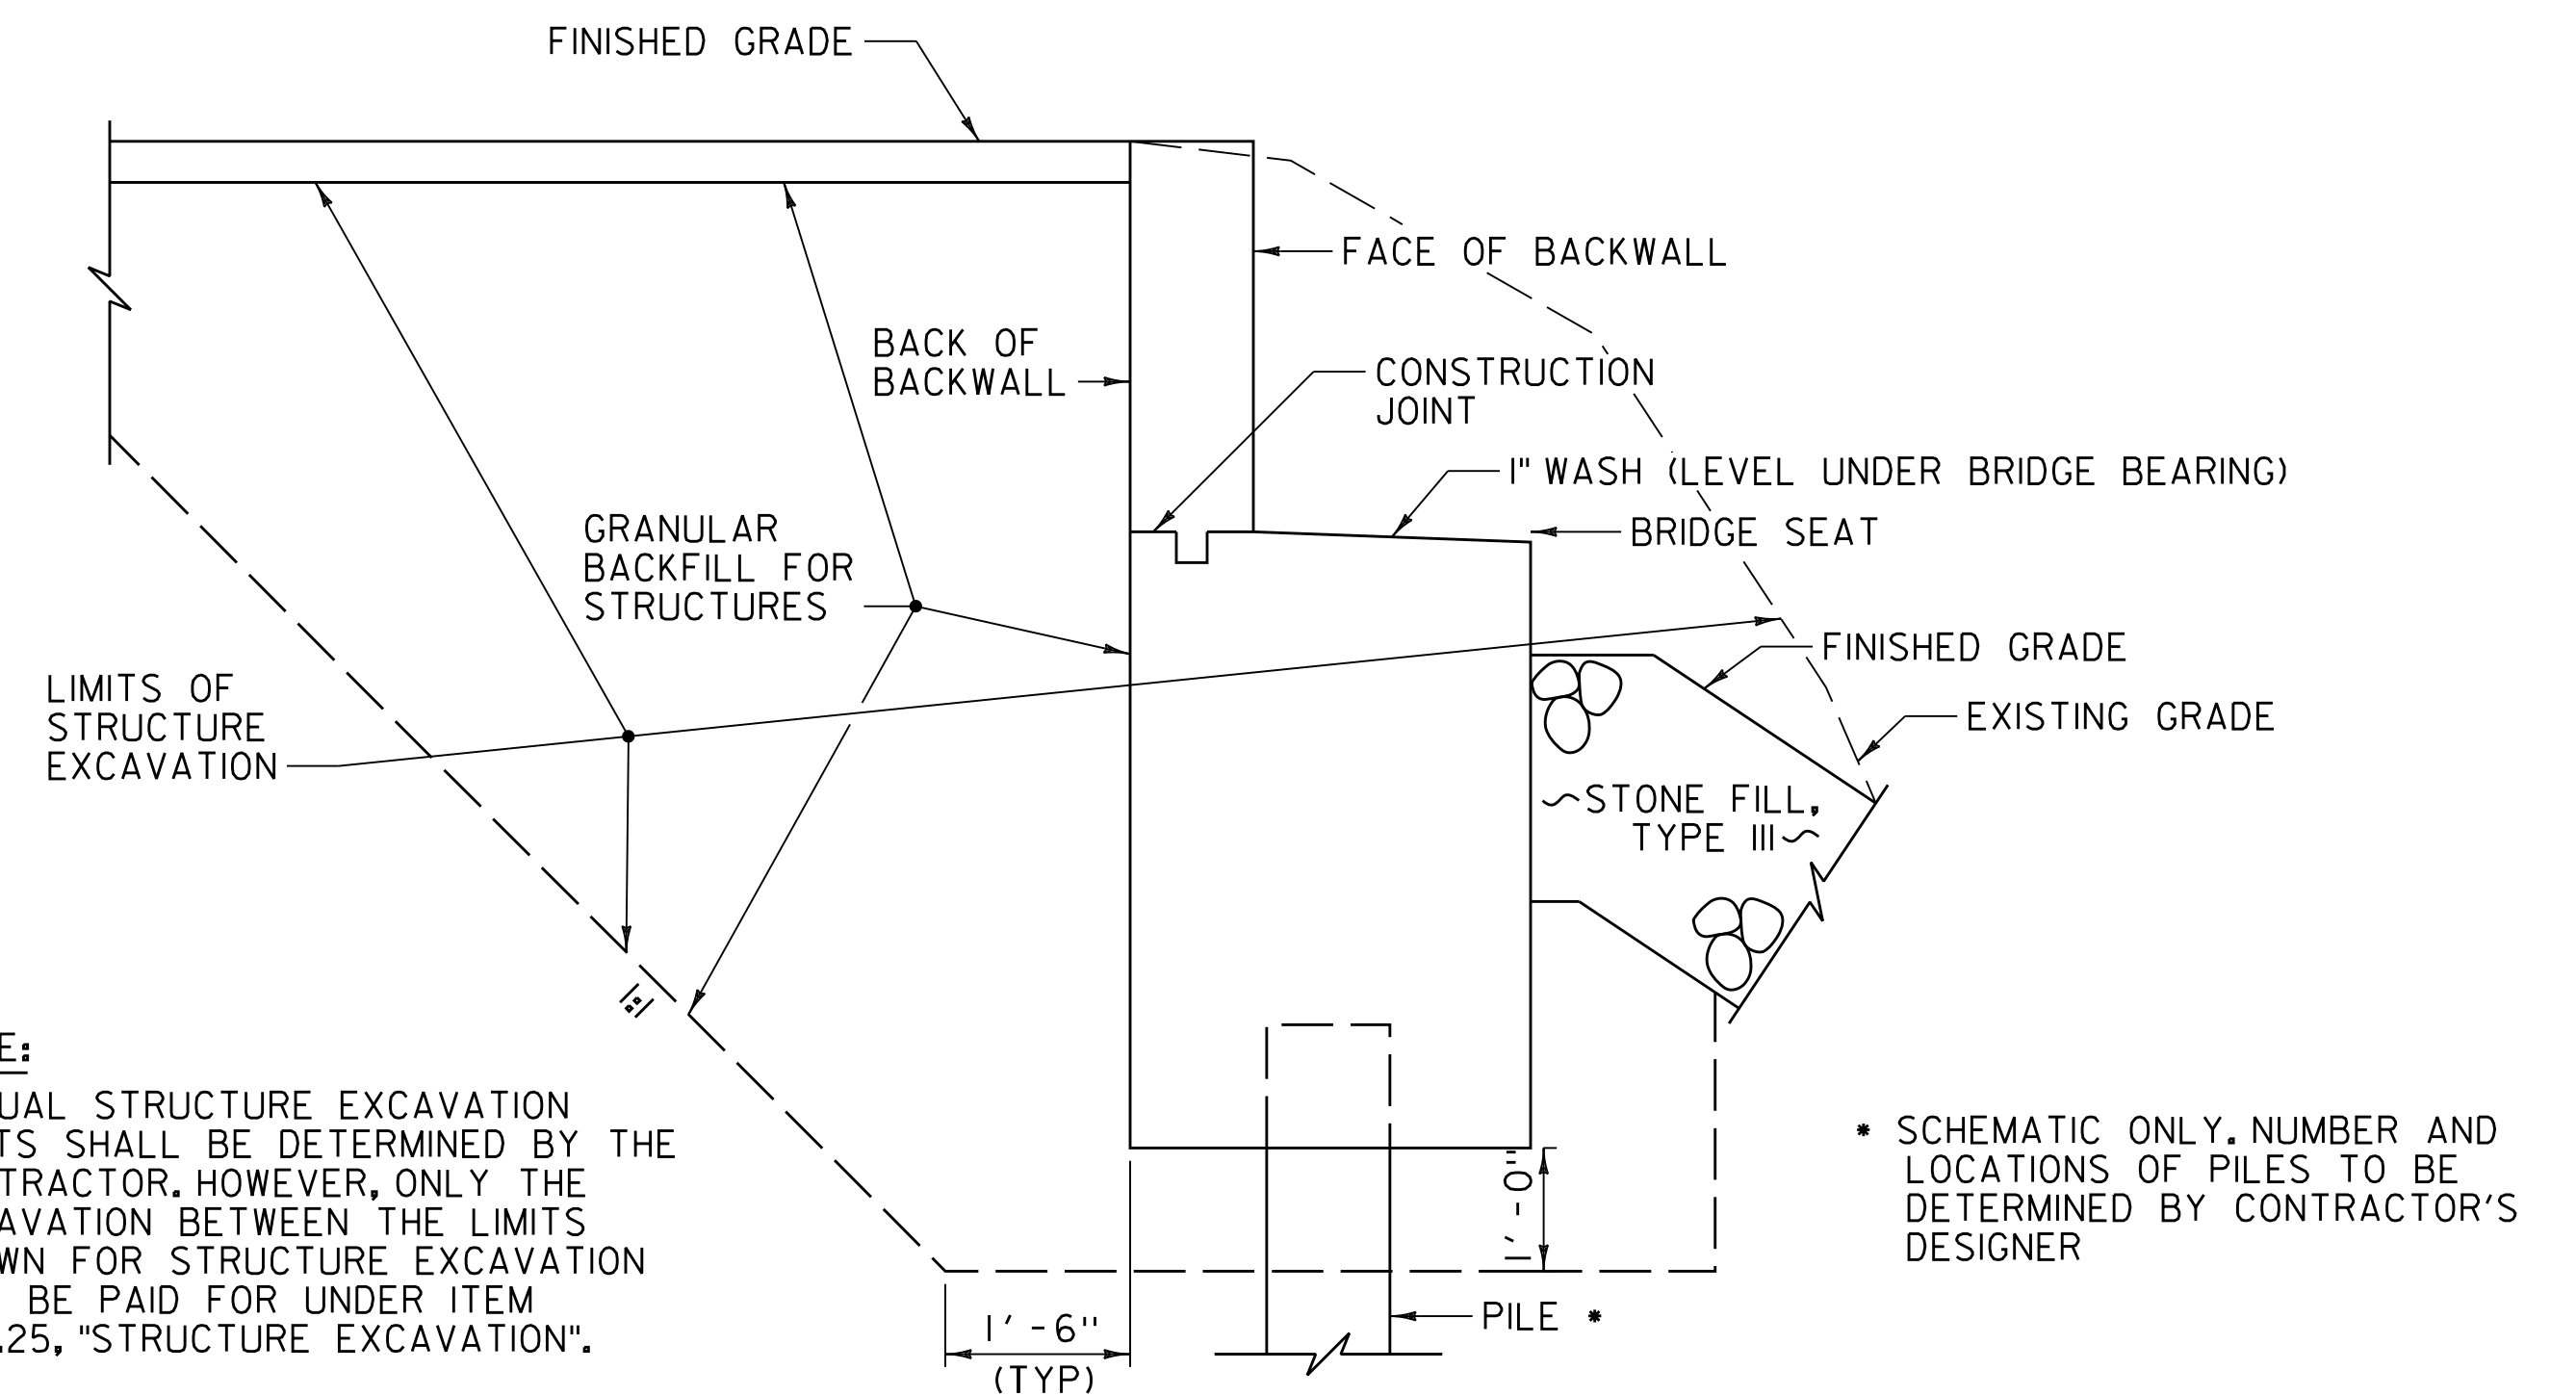 FINISHED GRADE
FACE OF BACKWALL
BACK OF
BACKWALL
CONSTRUCTION
JOINT
1" WASH (LEVEL UNDER BRIDGE BEARING)
BRIDGE SEAT
GRANULAR
BACKFILL FOR
STRUCTURES
FINISHED GRADE
LIMITS OF
STRUCTURE
EXCAVATION
EXISTING GRADE
STONE FILL,
TYPE III
1:1
E:
UAL STRUCTURE EXCAVATION
TS SHALL BE DETERMINED BY THE
TRACTOR. HOWEVER, ONLY THE
AVATION BETWEEN THE LIMITS
WN FOR STRUCTURE EXCAVATION
BE PAID FOR UNDER ITEM
.25, "STRUCTURE EXCAVATION".
1'-0"
* SCHEMATIC ONLY. NUMBER AND
LOCATIONS OF PILES TO BE
DETERMINED BY CONTRACTOR'S
DESIGNER
PILE *
1'-6"
(TYP)